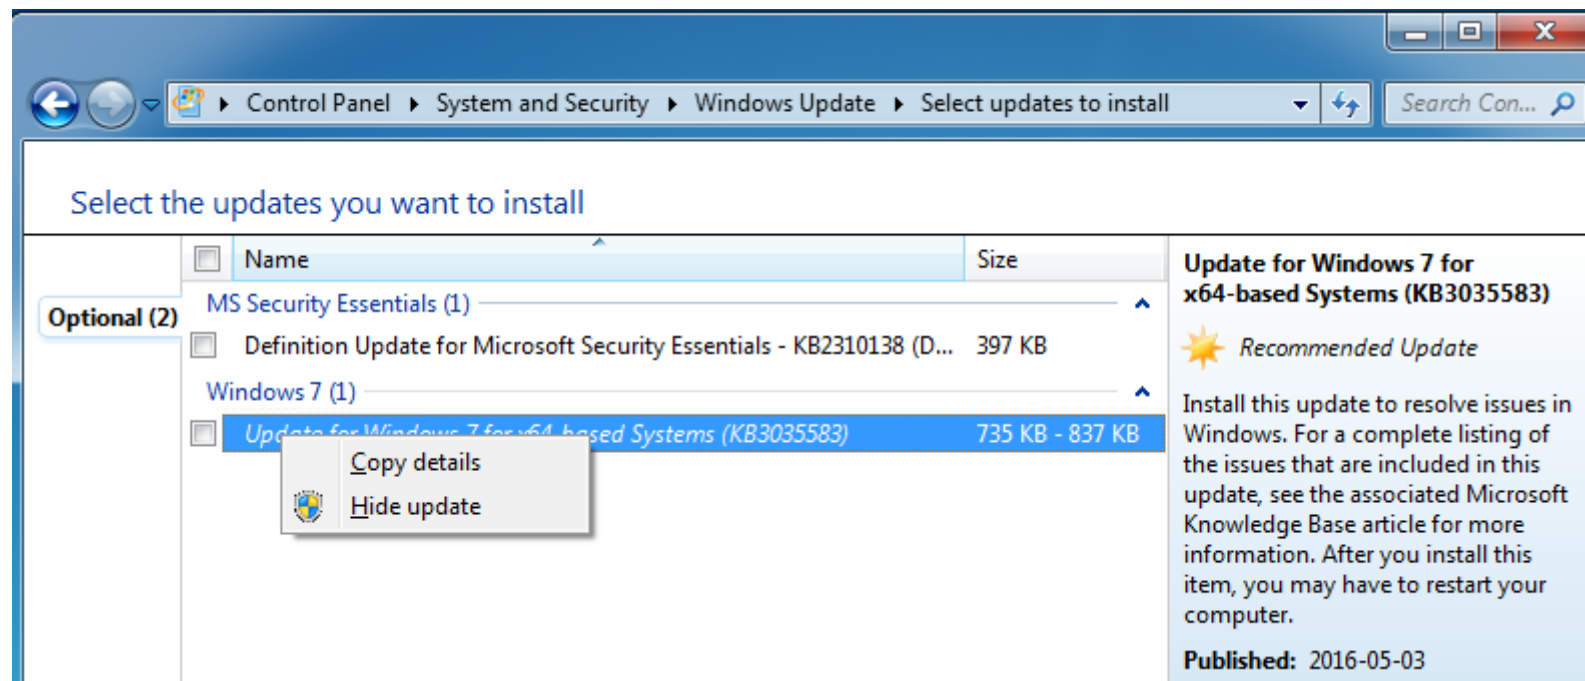 Control Panel ▸ System and Security ▸ Windows Update ▸ Select updates to install
Search Con...
Select the updates you want to install
Name Size
Optional (2)
MS Security Essentials (1)
Definition Update for Microsoft Security Essentials - KB2310138 (D... 397 KB
Windows 7 (1)
Update for Windows 7 for x64-based Systems (KB3035583) 735 KB - 837 KB
Copy details
Hide update
Update for Windows 7 for
x64-based Systems (KB3035583)
Recommended Update
Install this update to resolve issues in
Windows. For a complete listing of
the issues that are included in this
update, see the associated Microsoft
Knowledge Base article for more
information. After you install this
item, you may have to restart your
computer.
Published: 2016-05-03